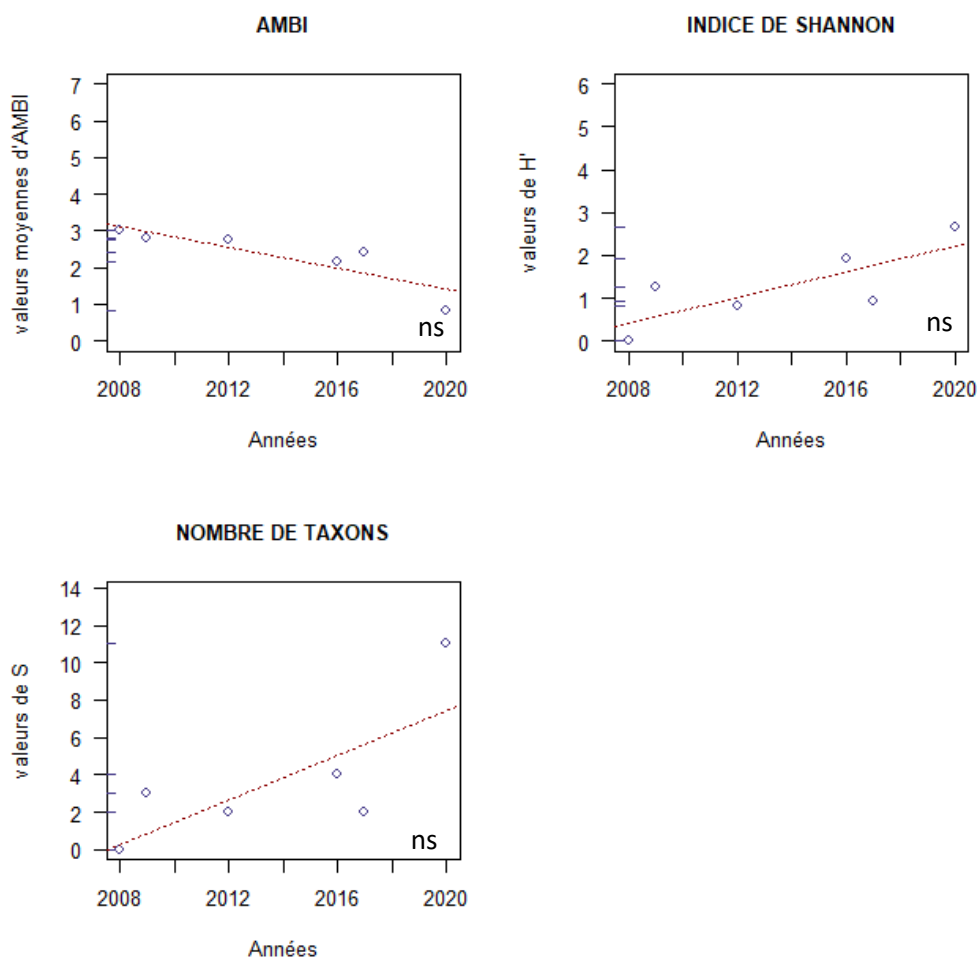 AMBI
valeurs moyennes d'AMBI
7
6
5
4
3
2
1
0
ns
2008 2012 2016 2020
Années
INDICE DE SHANNON
valeurs de H'
6
5
4
3
2
1
0
ns
2008 2012 2016 2020
Années
NOMBRE DE TAXONS
valeurs de S
14
12
10
8
6
4
2
0
ns
2008 2012 2016 2020
Années